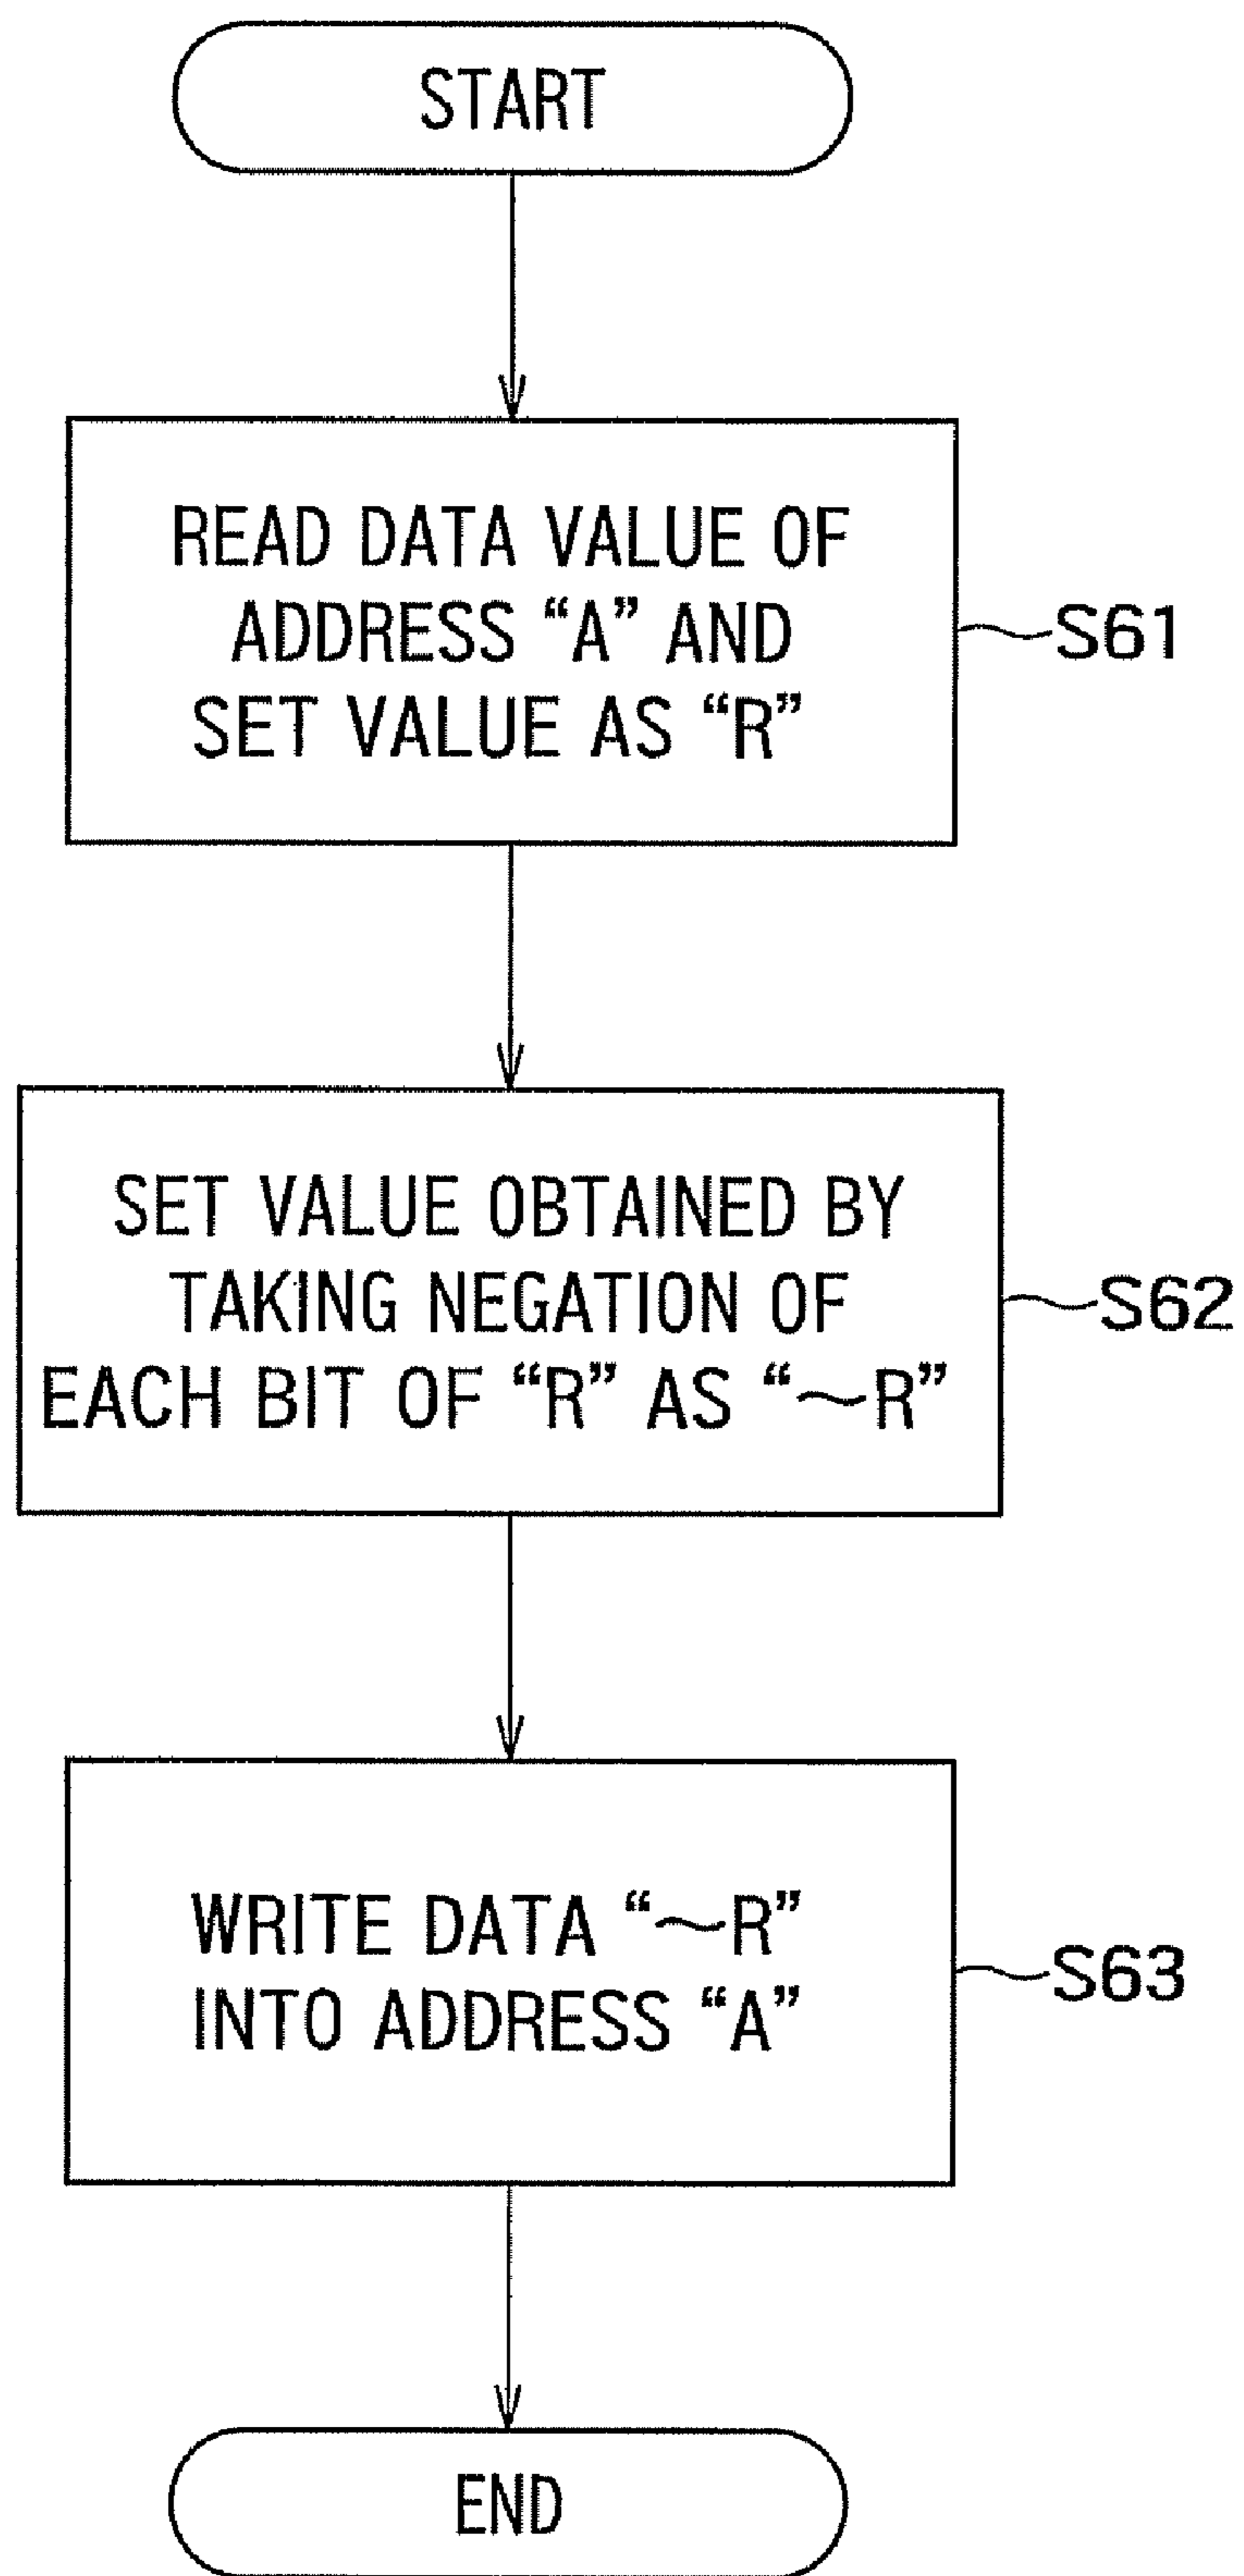 START
READ DATA VALUE OF
ADDRESS “A” AND
SET VALUE AS “R”
S61
SET VALUE OBTAINED BY
TAKING NEGATION OF
EACH BIT OF “R” AS “~R”
S62
WRITE DATA “~R”
INTO ADDRESS “A”
S63
END